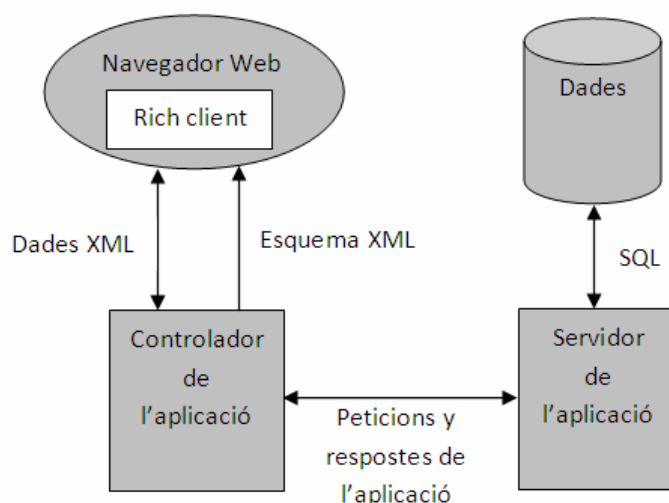 Navegador Web
Rich client
Dades
Dades XML
Esquema XML
SQL
Controlador
de
l'aplicació
Servidor
de
l'aplicació
Peticions y
respostes de
l'aplicació